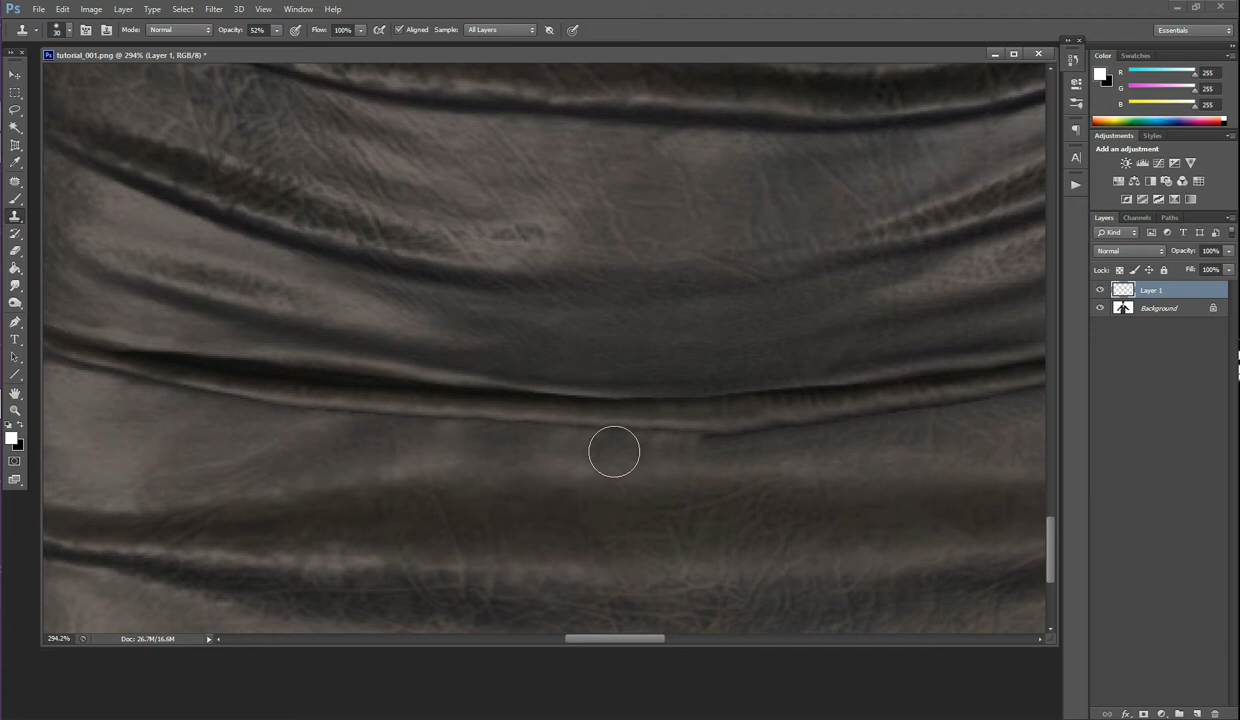 Ps File Edit Image Layer Type Select Filter 3D View Window Help
30 Mode: Normal Opacity: 52% Flow: 100% Aligned Sample: All Layers Essentials
Ps tutorial_001.png @ 294% (Layer 1, RGB/8) *
Color Swatches
R 255
G 255
B 255
Adjustments Styles
Add an adjustment
Layers Channels Paths
Kind
Normal Opacity: 100%
Lock: Fill: 100%
Layer 1
Background
294.2% Doc: 26.7M/16.6M